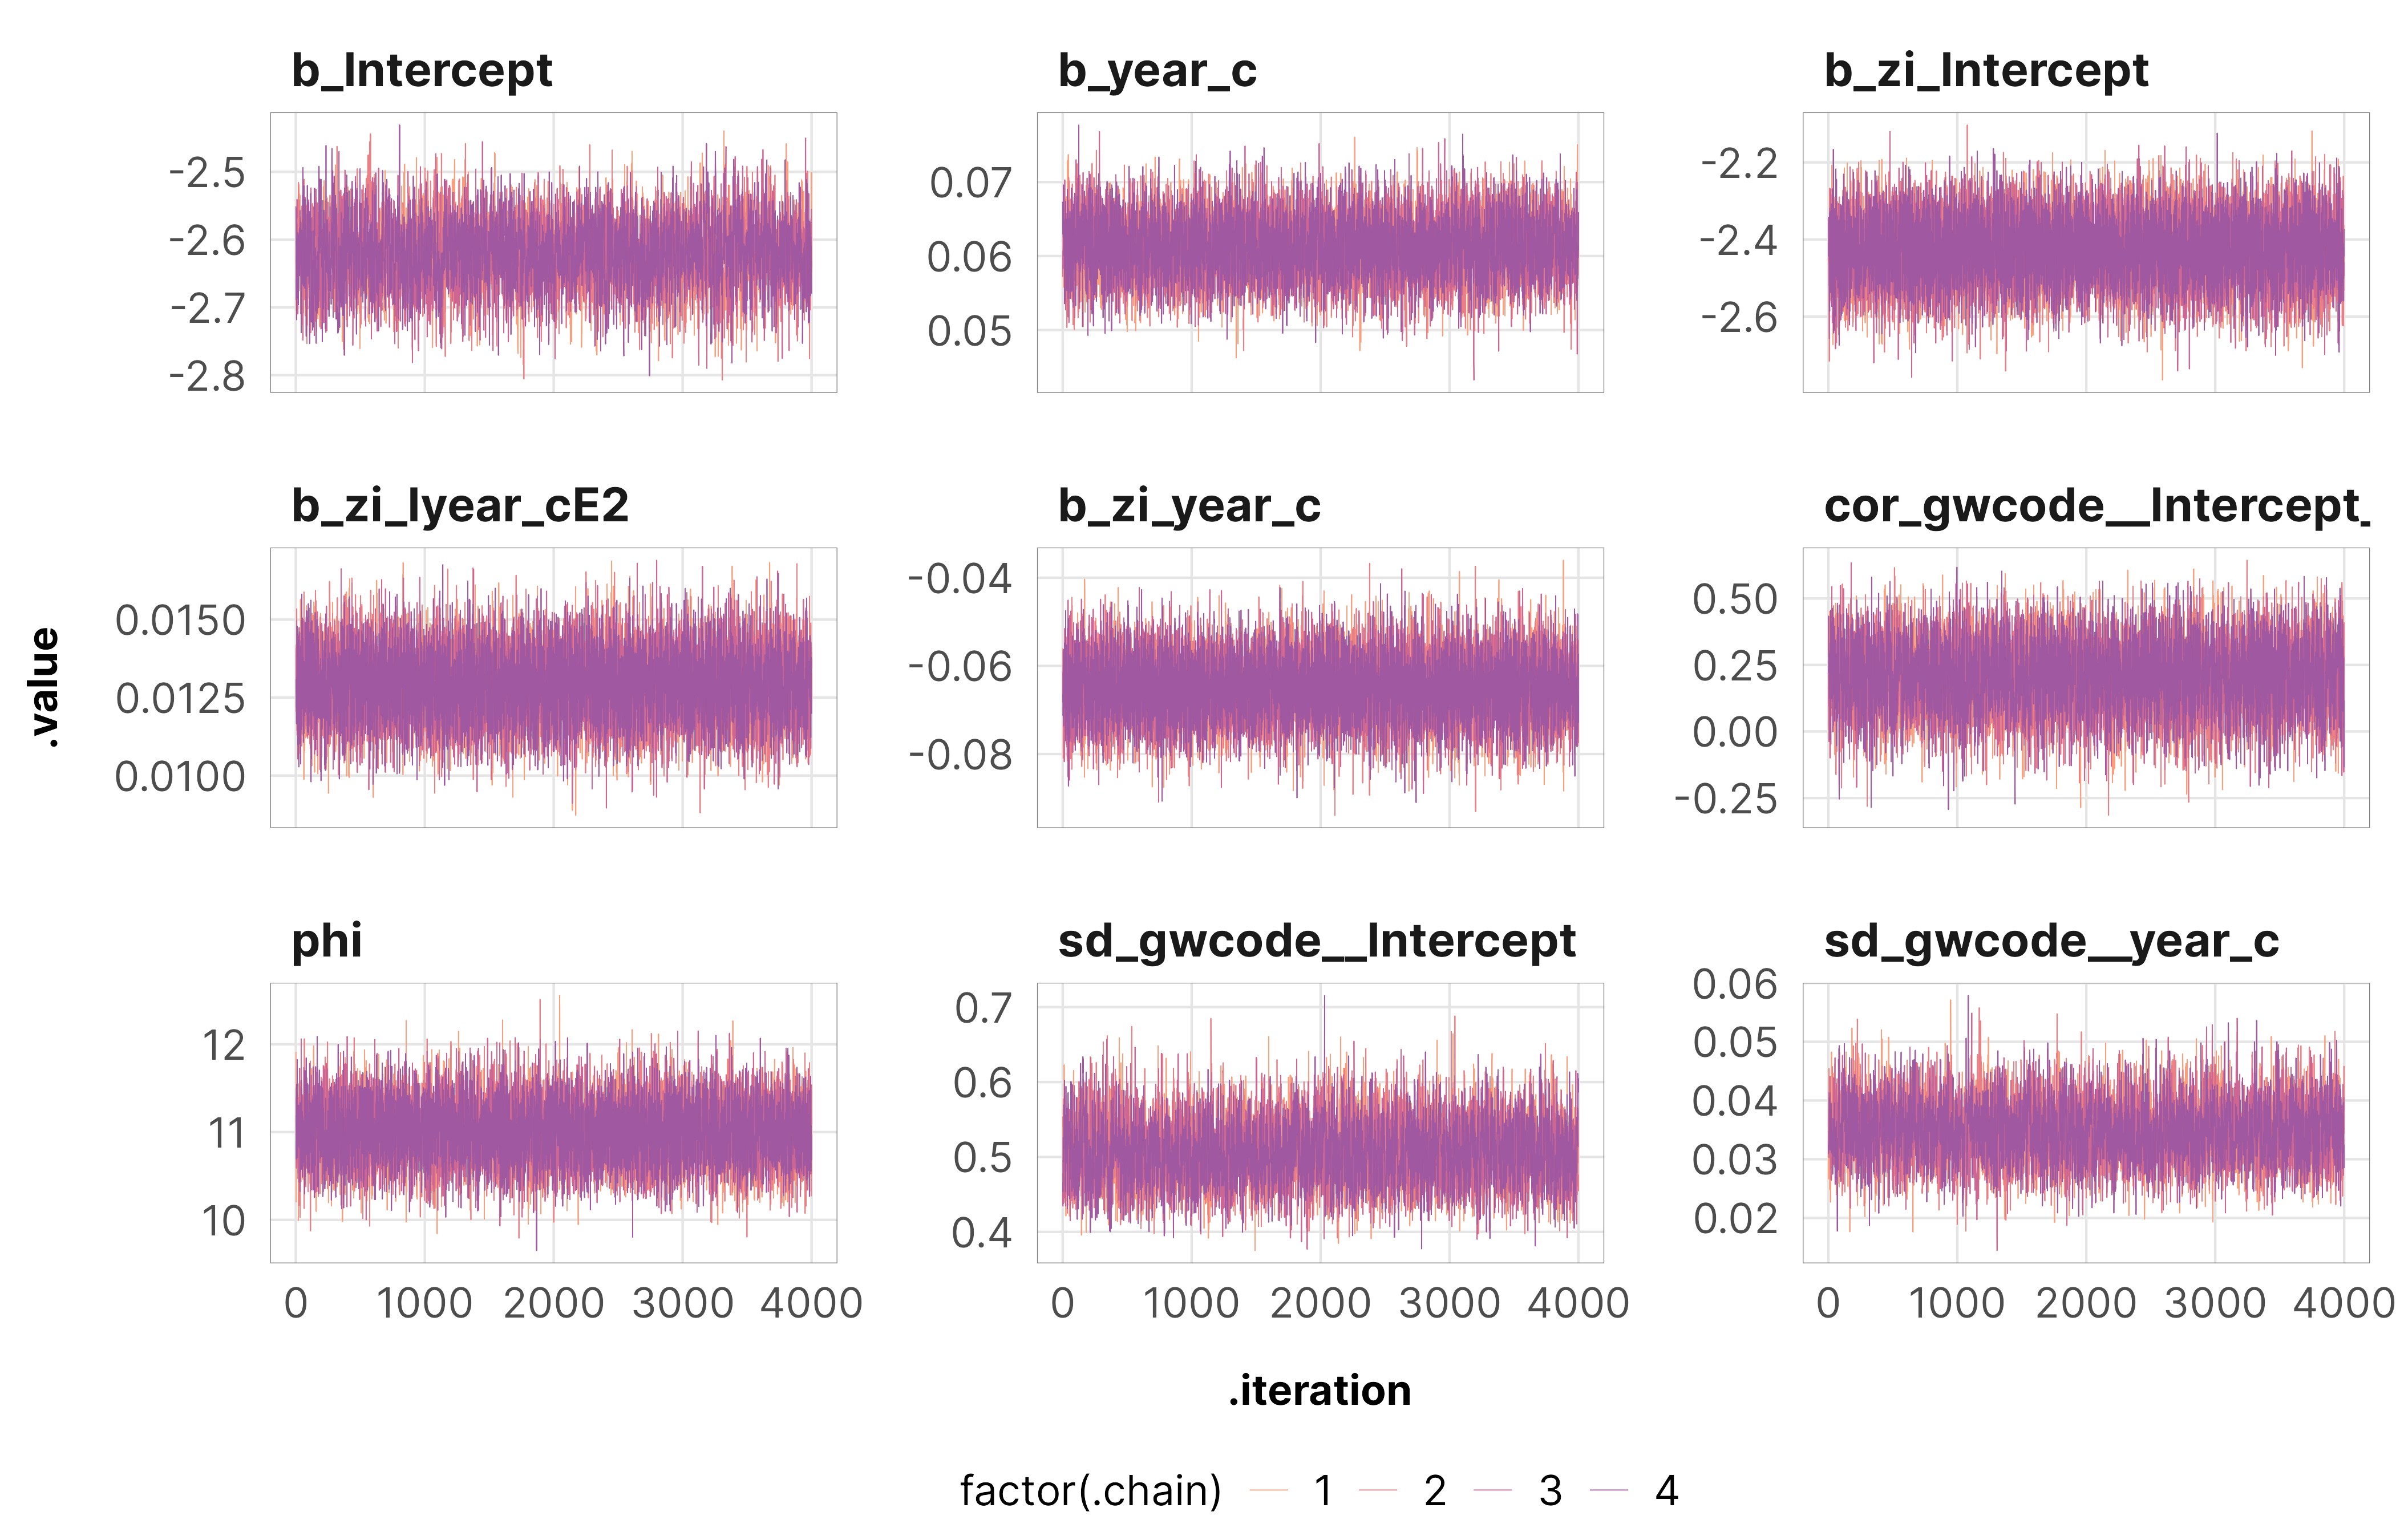 b_Intercept b_year_c b_zi_Intercept
-2.5 0.07 -2.2
-2.6 0.06 -2.4
-2.7 0.05 -2.6
-2.8
b_zi_Iyear_cE2 b_zi_year_c cor_gwcode__Intercept_
0.0150 -0.04 0.50
0.0125 -0.06 0.25
0.0100 -0.08 0.00
-0.25
.value
phi sd_gwcode__Intercept sd_gwcode__year_c
12 0.7 0.06
11 0.6 0.05
10 0.5 0.04
0.4 0.03
0.02
0 1000 2000 3000 4000 0 1000 2000 3000 4000 0 1000 2000 3000 4000
.iteration
factor(.chain) 1 2 3 4